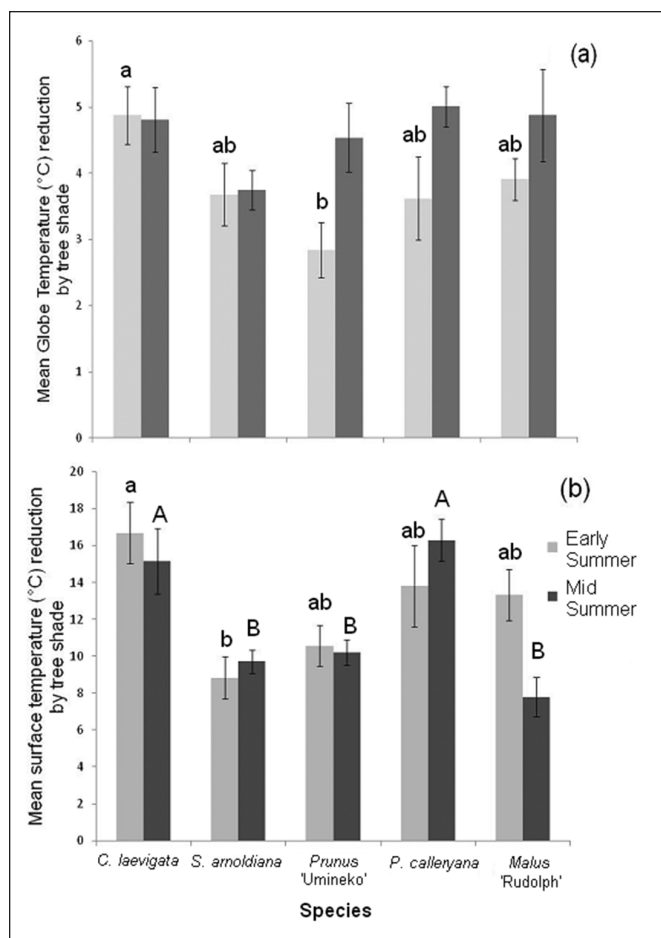 (a)
6
5
4
3
2
1
0
Mean Globe Temperature (°C) reduction
by tree shade
a
ab
b
ab
ab
(b)
20
18
16
14
12
10
8
6
4
2
0
Mean surface temperature (°C) reduction
by tree shade
a
A
b
B
ab
B
ab
A
ab
B
Early
Summer
Mid
Summer
C. laevigata
S. arnoldiana
Prunus
'Umineko'
P. calleryana
Malus
'Rudolph'
Species